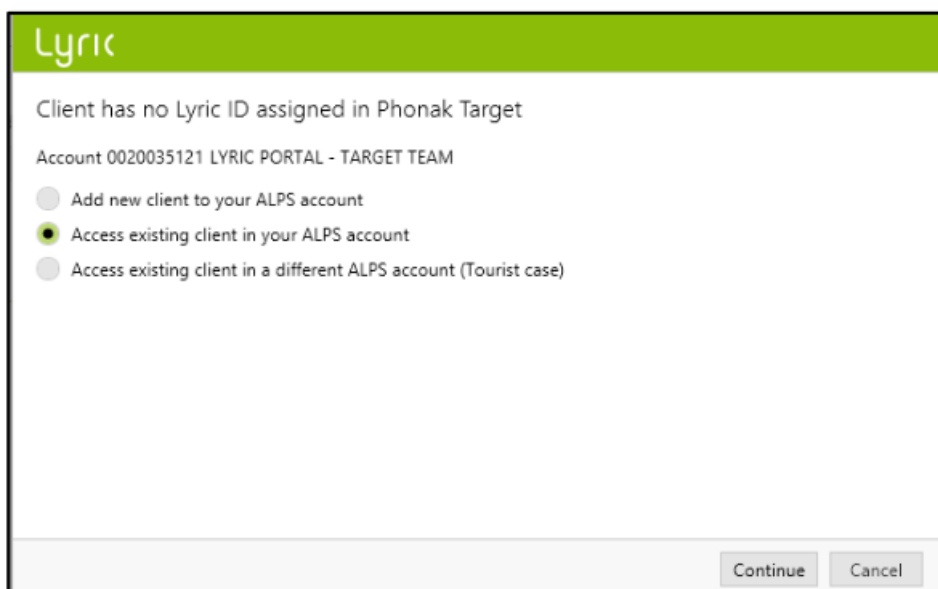 Lyric
Client has no Lyric ID assigned in Phonak Target
Account 0020035121 LYRIC PORTAL - TARGET TEAM
Add new client to your ALPS account
Access existing client in your ALPS account
Access existing client in a different ALPS account (Tourist case)
Continue Cancel